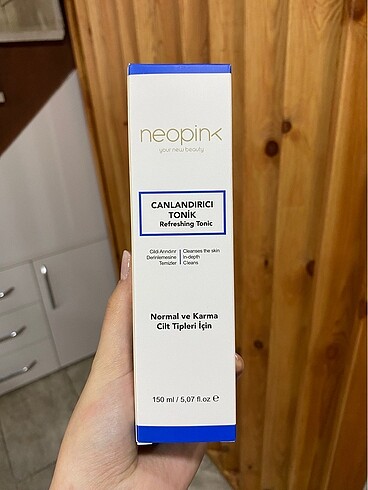 neopink
your new beauty
CANLANDIRICI
TONİK
Refreshing Tonic
Cildi Arındırır
Derinlemesine
Temizler
Cleanses the skin
In-depth
Cleans
Normal ve Karma
Cilt Tipleri İçin
150 ml / 5,07 fl.oz ℮